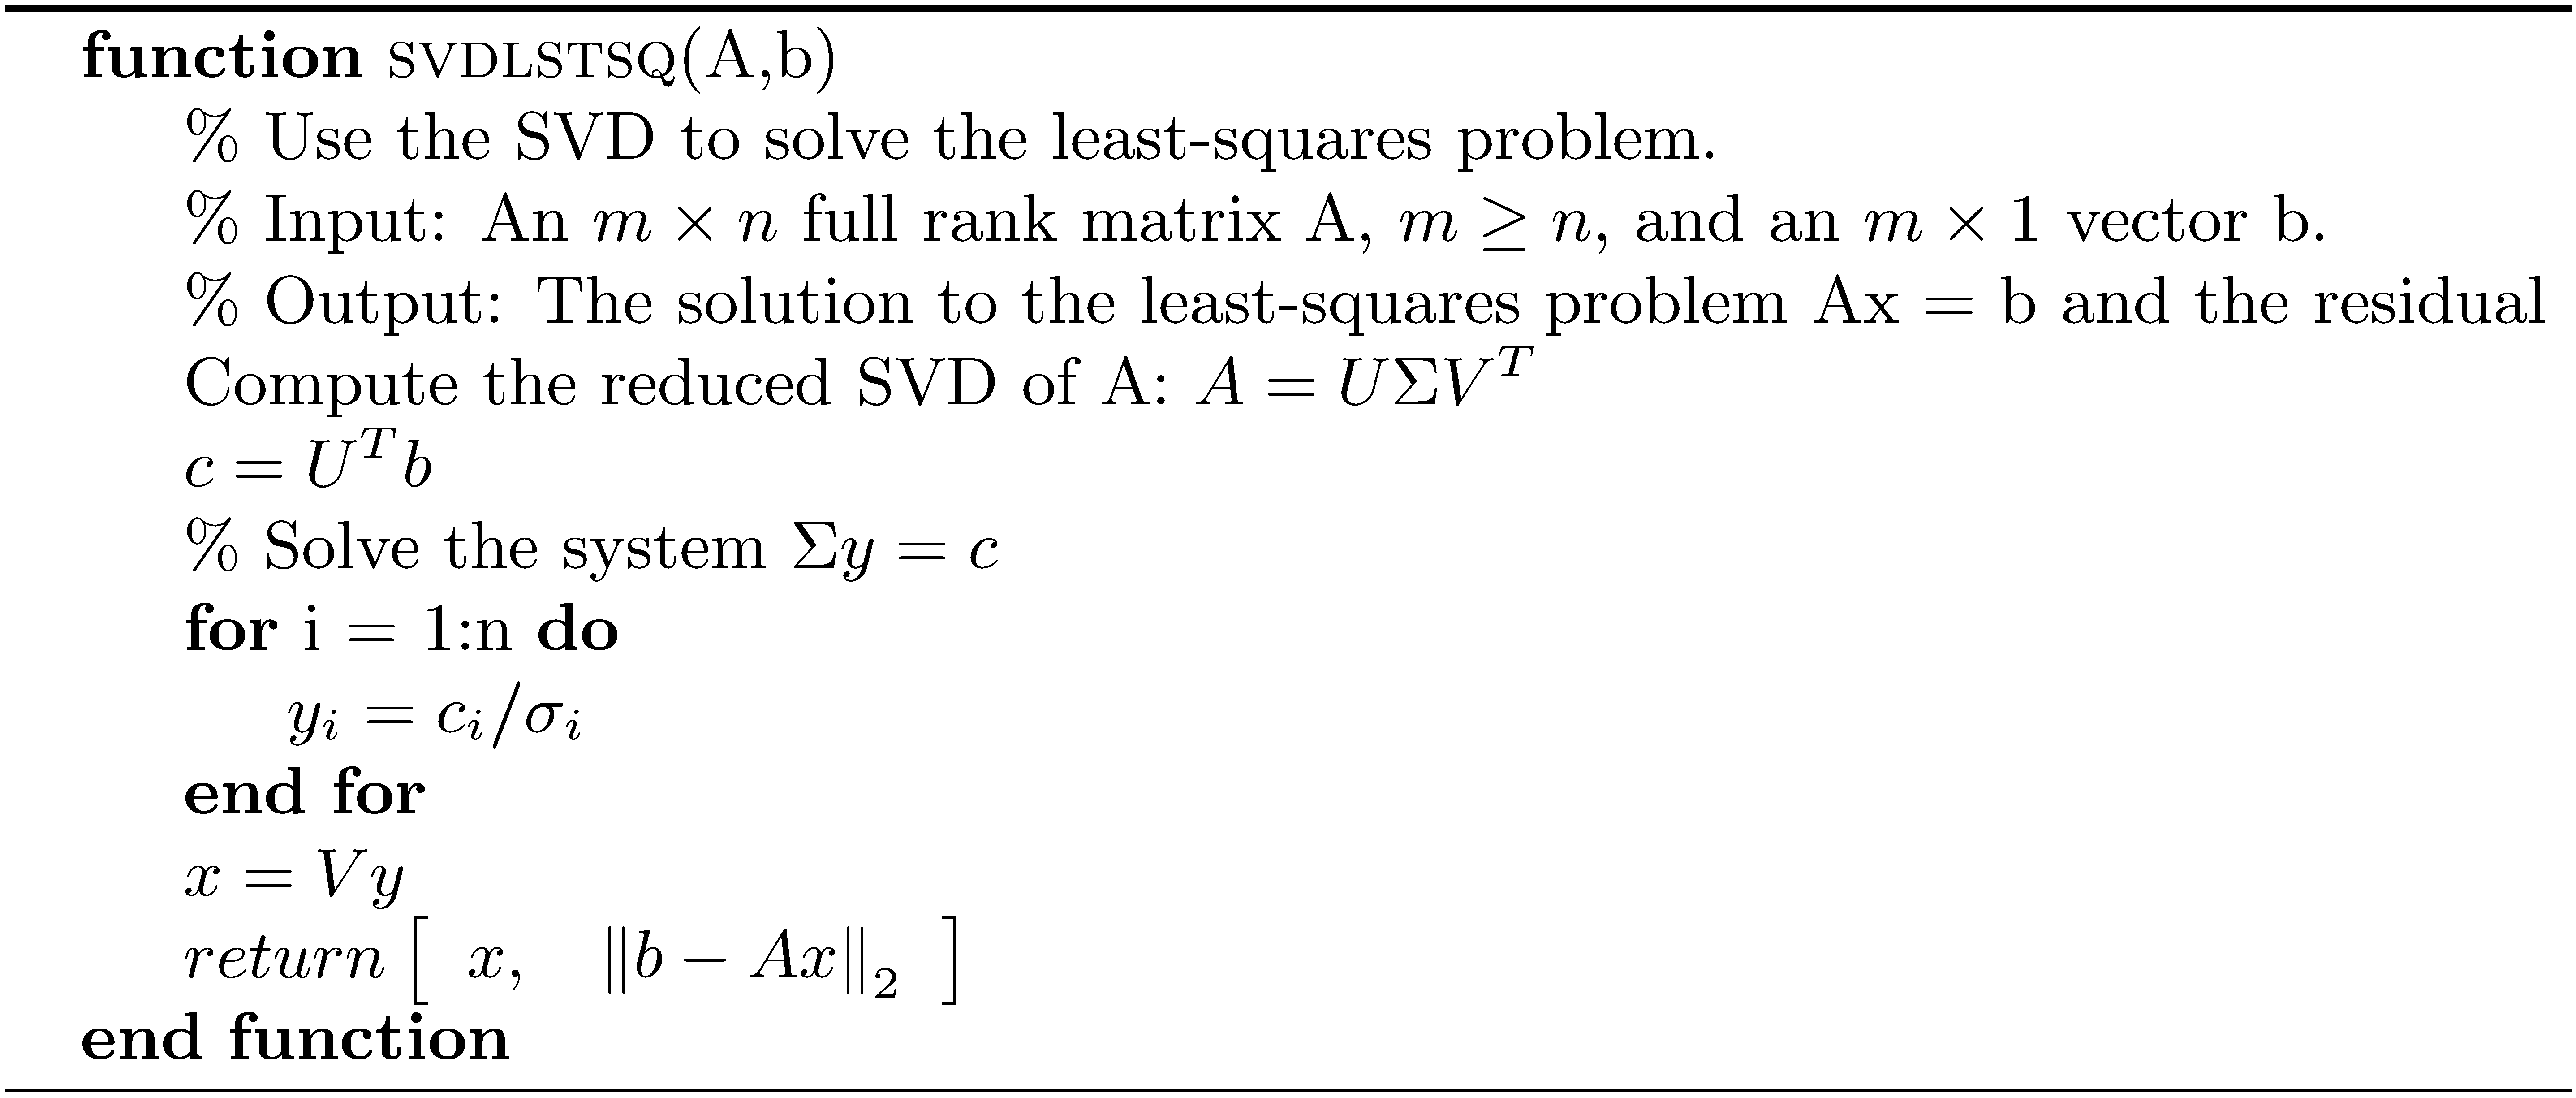 function SVDLSTSQ(A,b)
% Use the SVD to solve the least-squares problem.
% Input: An m × n full rank matrix A, m ≥ n, and an m × 1 vector b.
% Output: The solution to the least-squares problem Ax = b and the residual
Compute the reduced SVD of A: A = UΣV^T
c = U^T b
% Solve the system Σy = c
for i = 1:n do
y_i = c_i/σ_i
end for
x = Vy
return [ x, ‖b − Ax‖_2 ]
end function